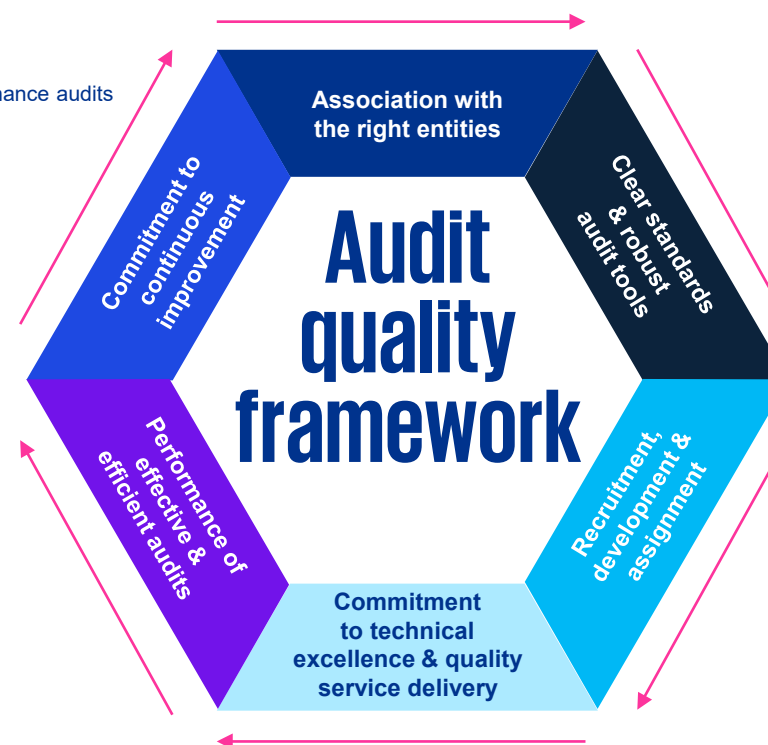 audits
Association with
the right entities
Clear standards
& robust
audit tools
Recruitment,
development &
assignment
Commitment
to technical
excellence & quality
service delivery
Performance of
effective &
efficient audits
Commitment to
continuous
improvement
Audit
quality
framework